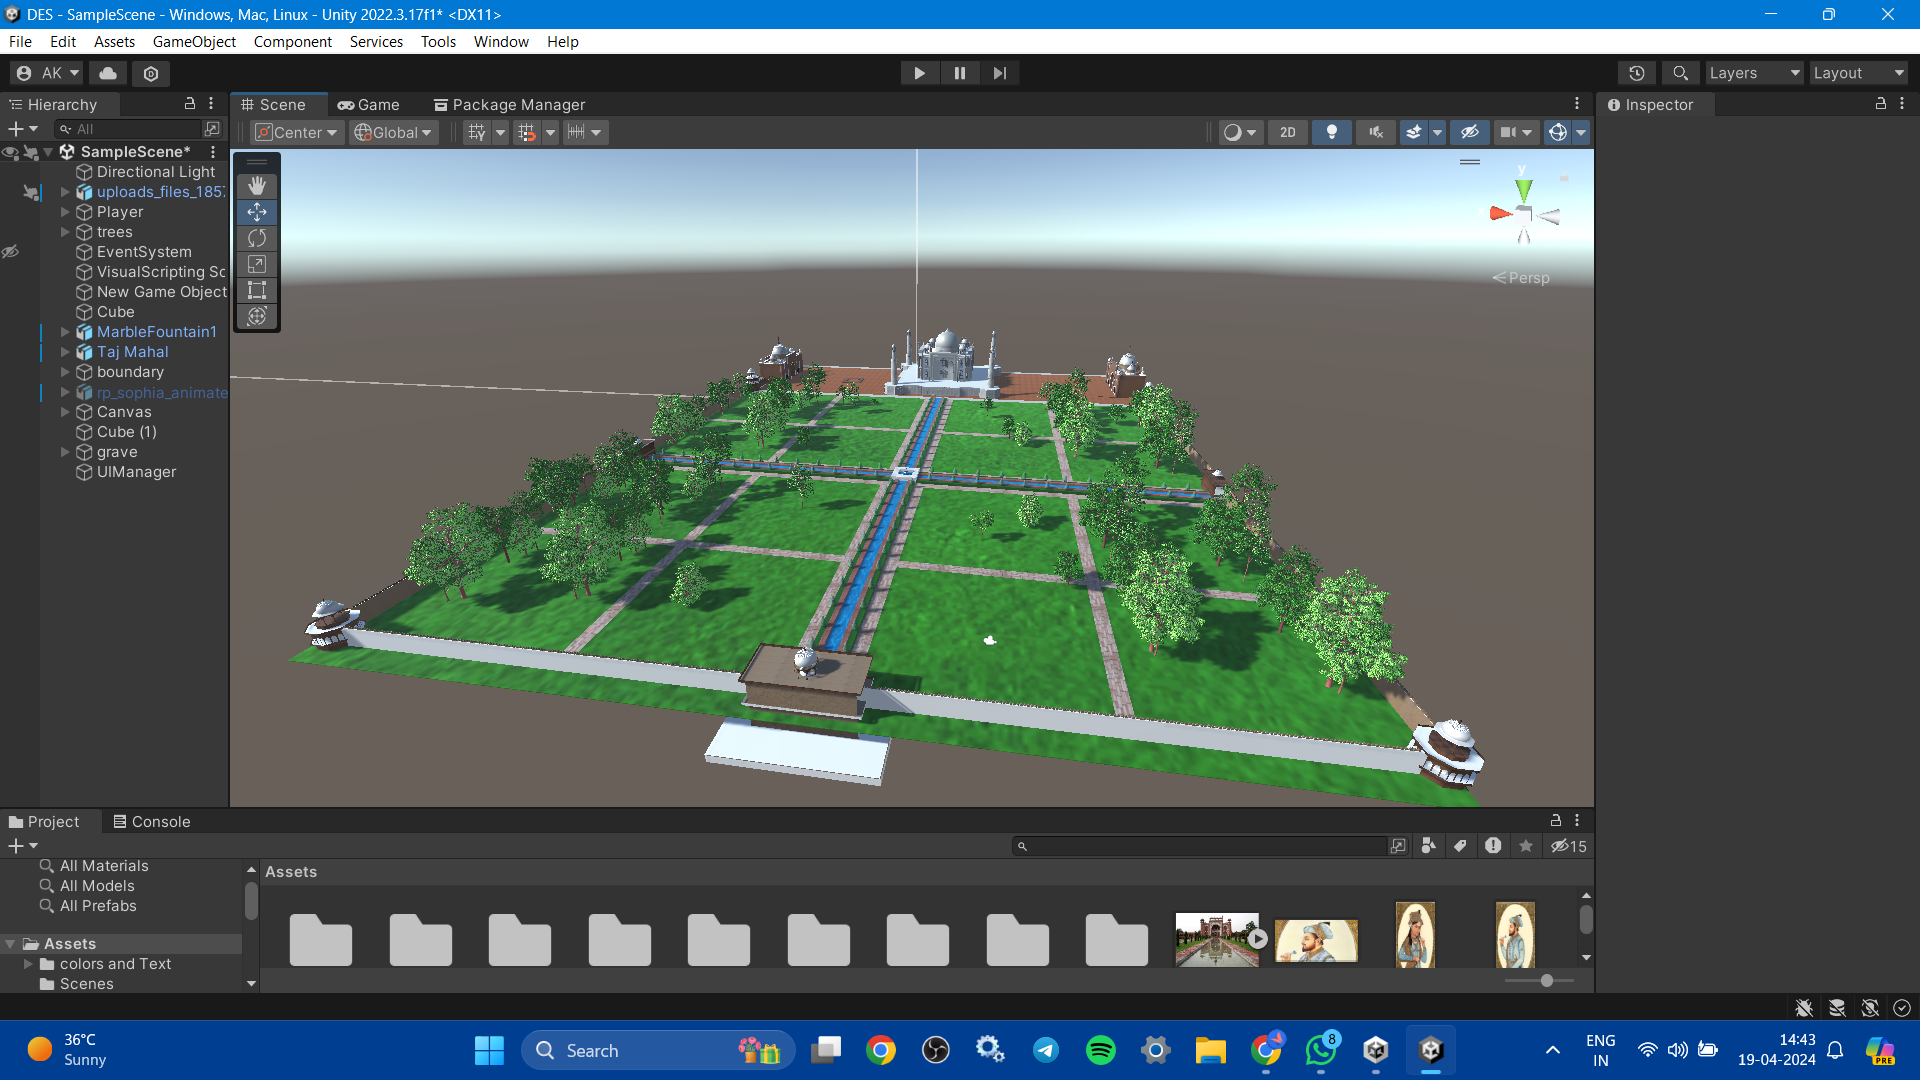 DES - SampleScene - Windows, Mac, Linux - Unity 2022.3.17f1* <DX11>
File Edit Assets GameObject Component Services Tools Window Help
AK
Layers Layout
Hierarchy
All
SampleScene*
Directional Light
uploads_files_185
Player
trees
EventSystem
VisualScripting Sc
New Game Object
Cube
MarbleFountain1
Taj Mahal
boundary
rp_sophia_animate
Canvas
Cube (1)
grave
UIManager
Scene Game Package Manager
Center Global 2D
y
Persp
Inspector
Project Console
15
All Materials
All Models
All Prefabs
Assets
colors and Text
Scenes
Assets
36°C
Sunny
Search
8
PRE
ENG
IN
14:43
19-04-2024